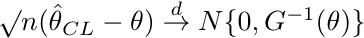 √n(θ̂_CL − θ) →ᵈ N{0, G⁻¹(θ)}